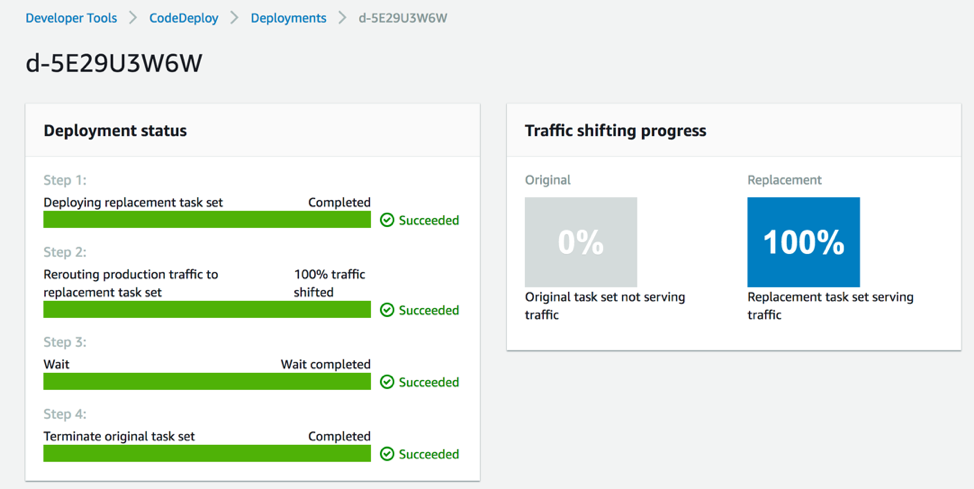 Developer Tools > CodeDeploy > Deployments > d-5E29U3W6W
d-5E29U3W6W
Deployment status
Step 1:
Deploying replacement task set Completed
Succeeded
Step 2:
Rerouting production traffic to 100% traffic
replacement task set shifted
Succeeded
Step 3:
Wait Wait completed
Succeeded
Step 4:
Terminate original task set Completed
Succeeded
Traffic shifting progress
Original Replacement
0% 100%
Original task set not serving Replacement task set serving
traffic traffic